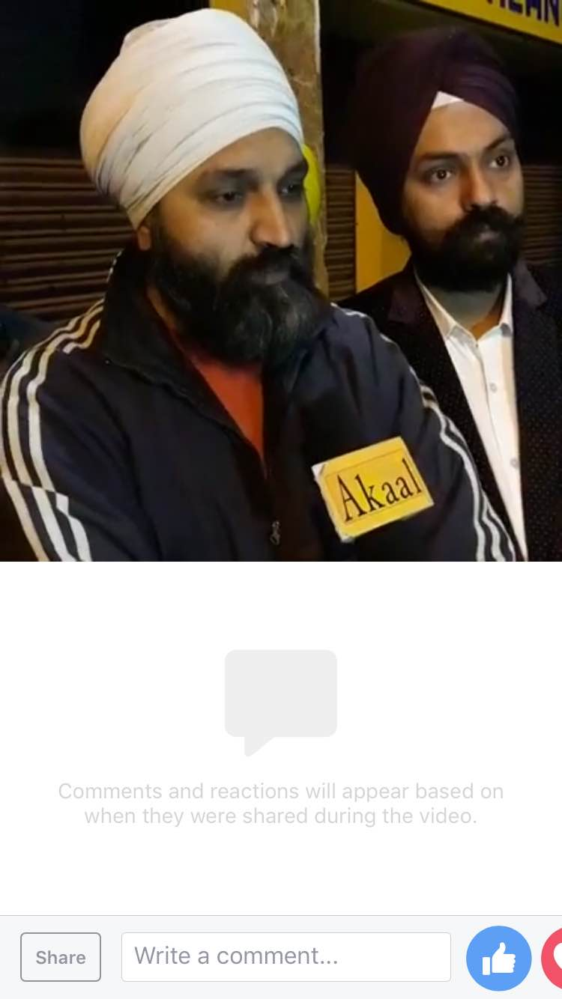 Akaal
Comments and reactions will appear based on
when they were shared during the video.
Share
Write a comment...